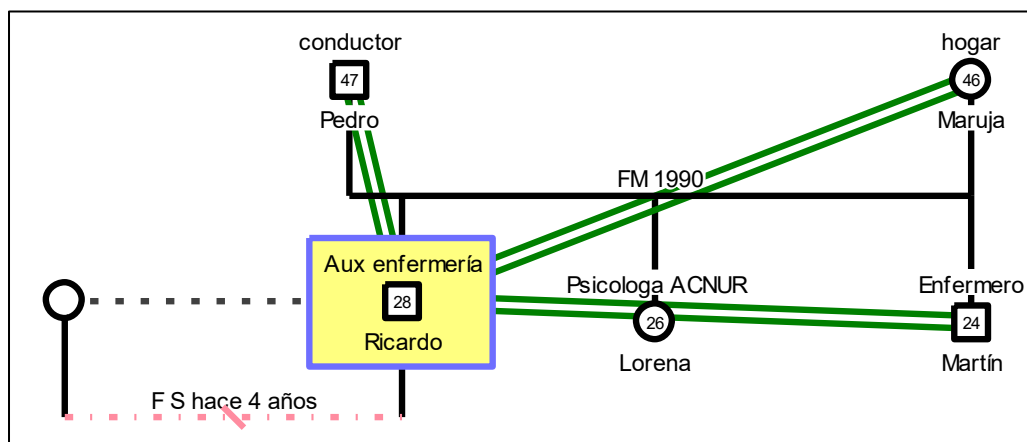 conductor
47
Pedro
hogar
46
Maruja
FM 1990
Aux enfermería
28
Ricardo
Psicologa ACNUR
26
Lorena
Enfermero
24
Martín
F S hace 4 años